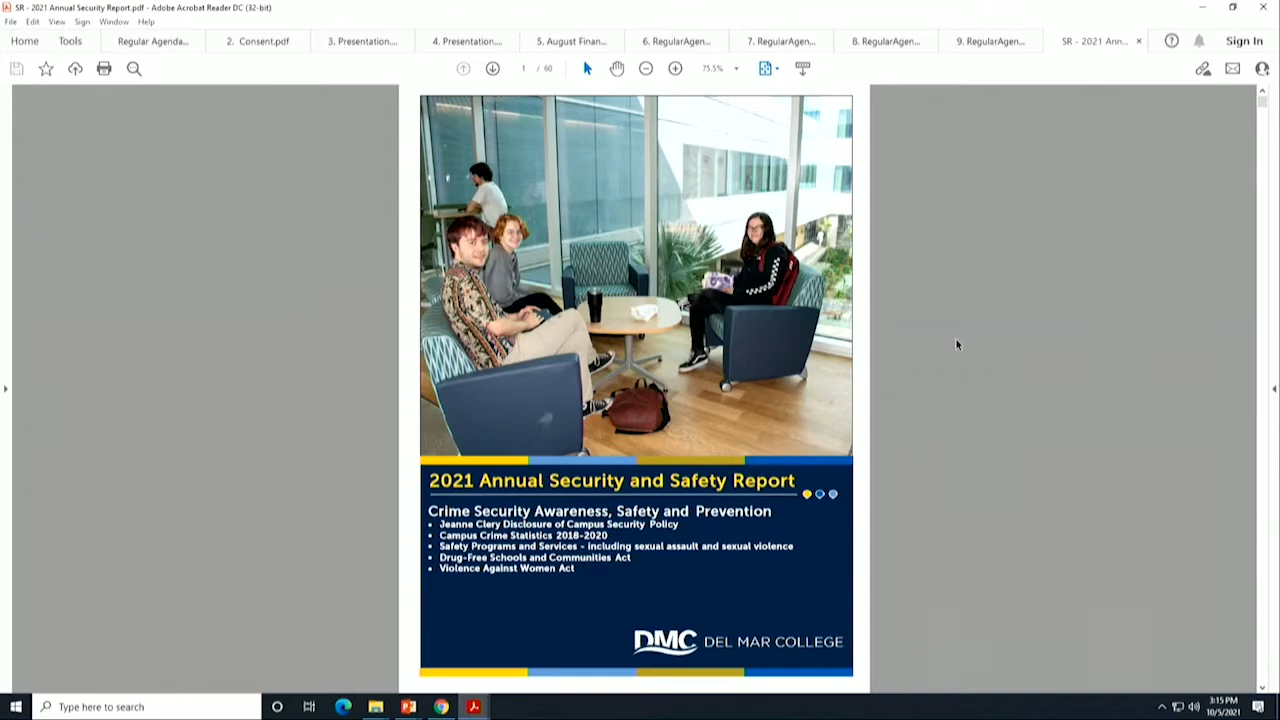 SR - 2021 Annual Security Report.pdf - Adobe Acrobat Reader DC (32-bit)
File Edit View Sign Window Help
Home Tools Regular Agenda... 2. Consent.pdf 3. Presentation.... 4. Presentation.... 5. August Finan... 6. RegularAgen... 7. RegularAgen... 8. RegularAgen... 9. RegularAgen... SR - 2021 Ann... × Sign In
1 / 60 75.5%
2021 Annual Security and Safety Report
Crime Security Awareness, Safety and Prevention
• Jeanne Clery Disclosure of Campus Security Policy
• Campus Crime Statistics 2018-2020
• Safety Programs and Services - including sexual assault and sexual violence
• Drug-Free Schools and Communities Act
• Violence Against Women Act
DMC DEL MAR COLLEGE
Type here to search
3:15 PM
10/5/2021